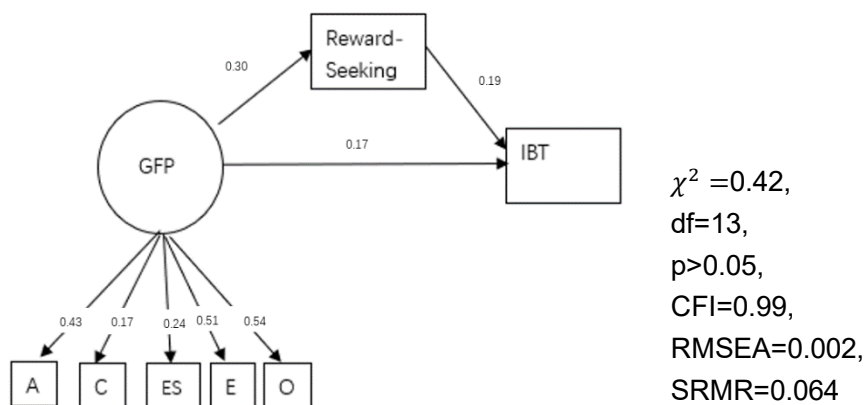 Reward-
Seeking
0.30
0.19
GFP
0.17
IBT
0.43
0.17
0.24
0.51
0.54
A
C
ES
E
O
χ² =0.42,
df=13,
p>0.05,
CFI=0.99,
RMSEA=0.002,
SRMR=0.064